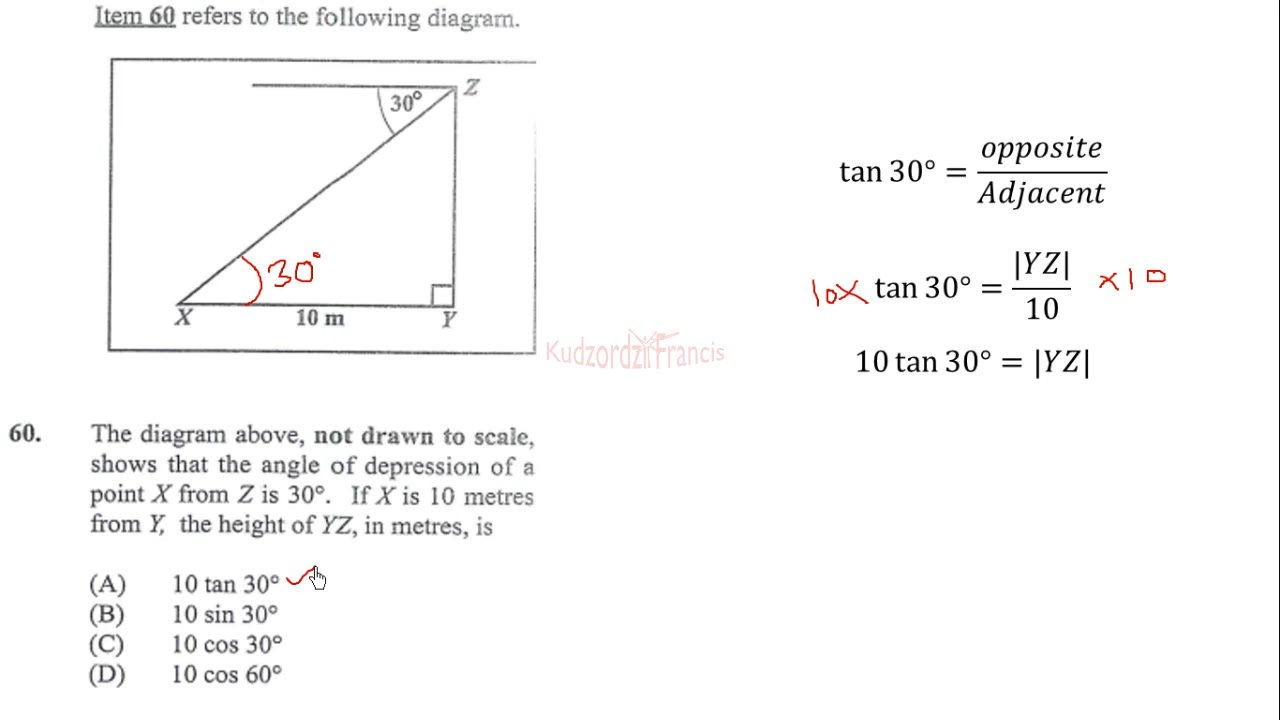 Item 60 refers to the following diagram.
Z
30°
30°
X
10 m
Y
60.
The diagram above, not drawn to scale,
shows that the angle of depression of a
point X from Z is 30°. If X is 10 metres
from Y, the height of YZ, in metres, is
(A) 10 tan 30°
(B) 10 sin 30°
(C) 10 cos 30°
(D) 10 cos 60°
Kudzordzi Francis
tan 30° = opposite / Adjacent
10× tan 30° = |YZ| / 10 ×10
10 tan 30° = |YZ|